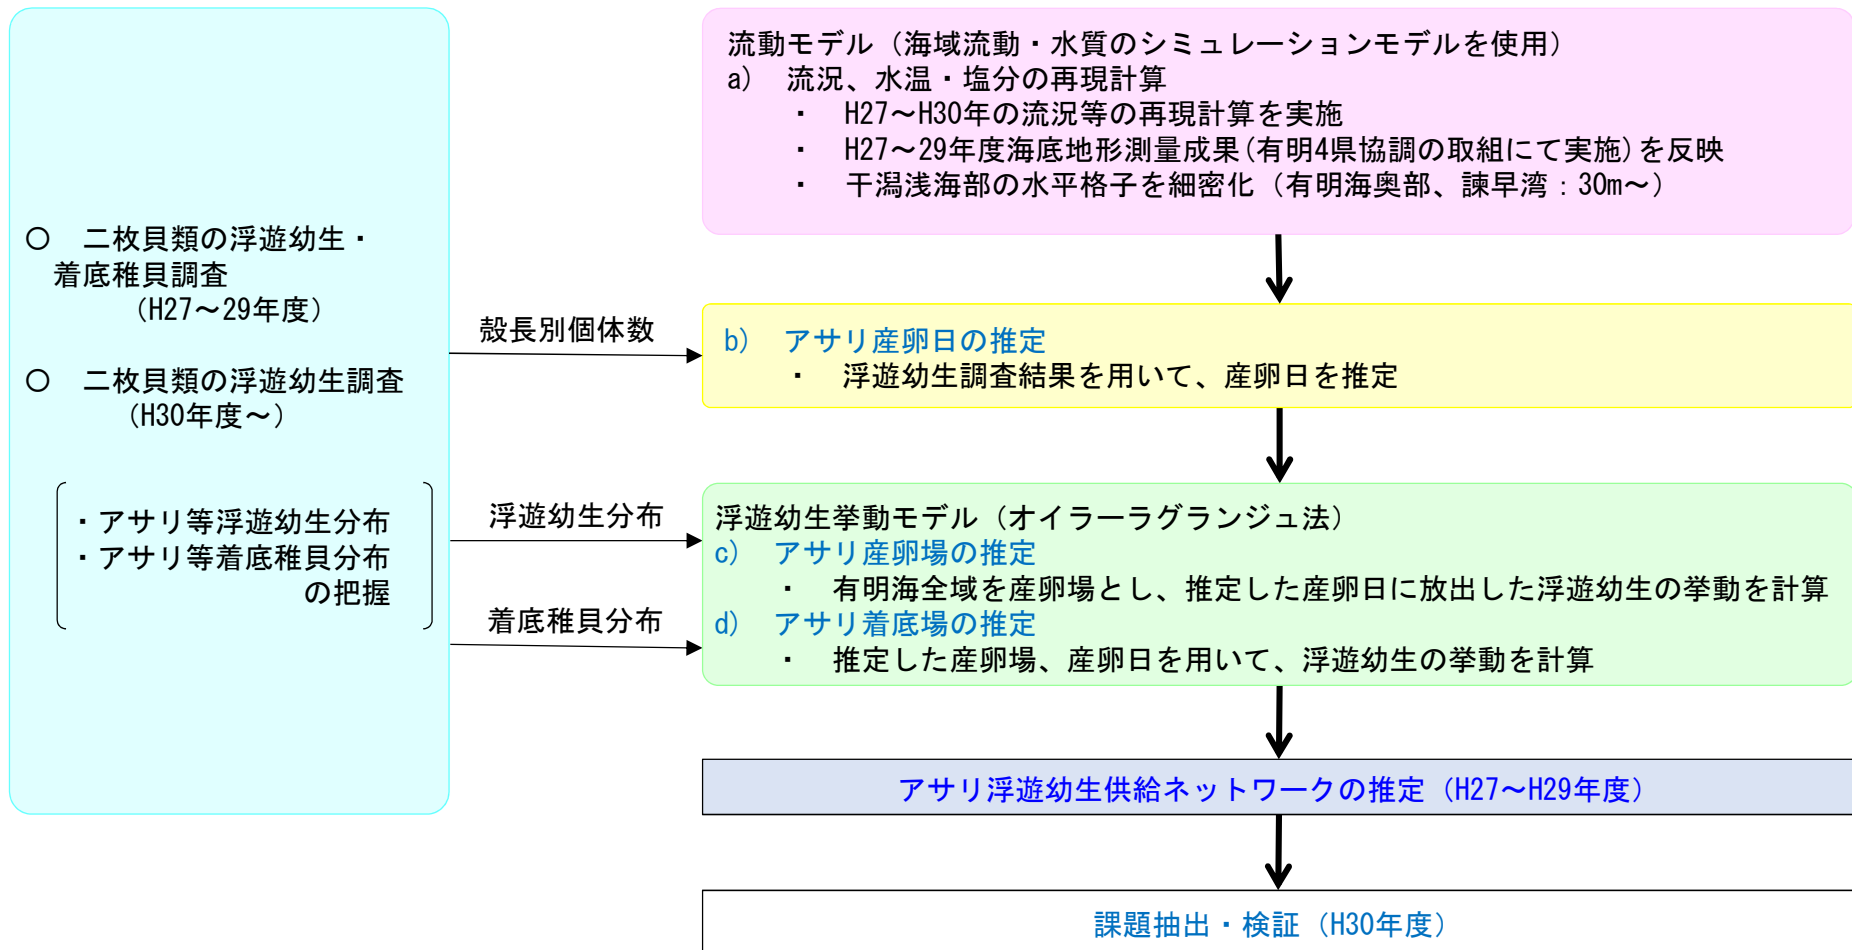 〇　二枚貝類の浮遊幼生・
着底稚貝調査
（H27～29年度）
〇　二枚貝類の浮遊幼生調査
（H30年度～）
・アサリ等浮遊幼生分布
・アサリ等着底稚貝分布
の把握
殻長別個体数
浮遊幼生分布
着底稚貝分布
流動モデル（海域流動・水質のシミュレーションモデルを使用）
a)　流況、水温・塩分の再現計算
・　H27～H30年の流況等の再現計算を実施
・　H27～29年度海底地形測量成果(有明4県協調の取組にて実施)を反映
・　干潟浅海部の水平格子を細密化（有明海奥部、諫早湾：30m～）
b)　アサリ産卵日の推定
・　浮遊幼生調査結果を用いて、産卵日を推定
浮遊幼生挙動モデル（オイラーラグランジュ法）
c)　アサリ産卵場の推定
・　有明海全域を産卵場とし、推定した産卵日に放出した浮遊幼生の挙動を計算
d)　アサリ着底場の推定
・　推定した産卵場、産卵日を用いて、浮遊幼生の挙動を計算
アサリ浮遊幼生供給ネットワークの推定（H27～H29年度）
課題抽出・検証（H30年度）